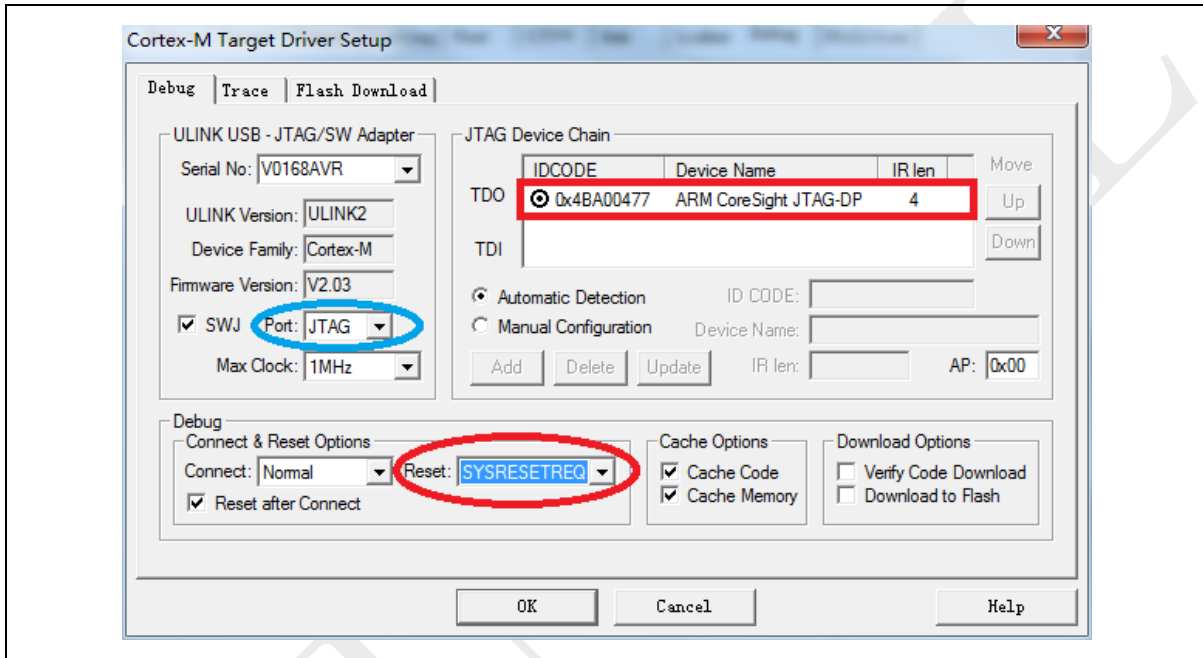 Cortex-M Target Driver Setup
Debug Trace Flash Download
ULINK USB - JTAG/SW Adapter
Serial No: V0168AVR
ULINK Version: ULINK2
Device Family: Cortex-M
Firmware Version: V2.03
SWJ Port: JTAG
Max Clock: 1MHz
JTAG Device Chain
IDCODE Device Name IR len Move
TDO 0x4BA00477 ARM CoreSight JTAG-DP 4 Up
TDI Down
Automatic Detection ID CODE:
Manual Configuration Device Name:
Add Delete Update IR len: AP: 0x00
Debug
Connect & Reset Options
Connect: Normal Reset: SYSRESETREQ
Reset after Connect
Cache Options
Cache Code
Cache Memory
Download Options
Verify Code Download
Download to Flash
OK Cancel Help